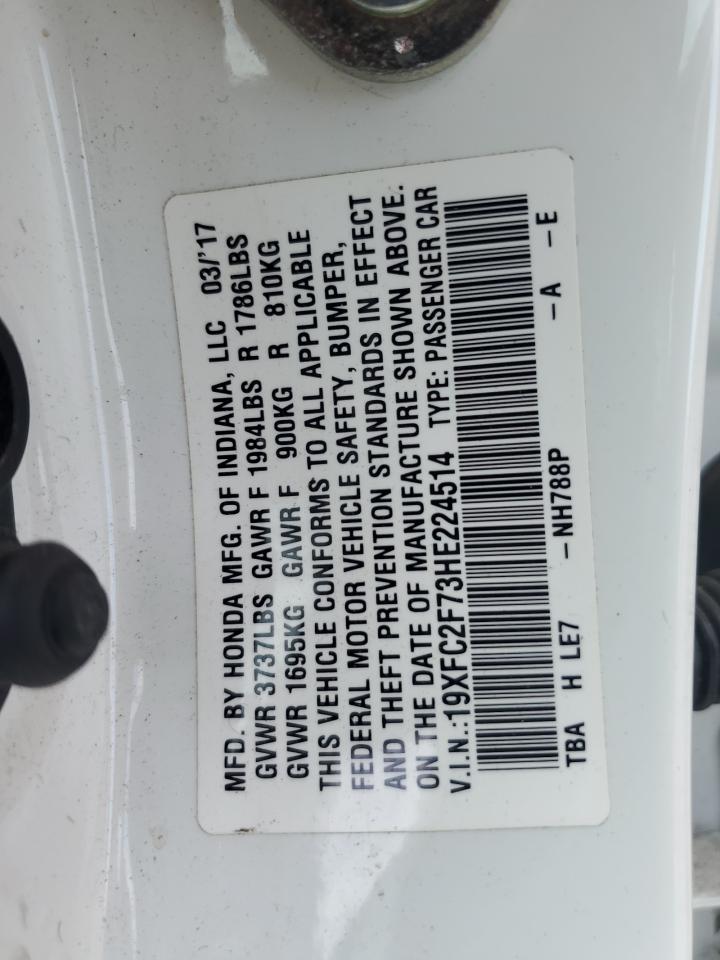 MFD. BY HONDA MFG. OF INDIANA, LLC 03/'17
GVWR 3737LBS GAWR F 1984LBS R 1786LBS
GVWR 1695KG GAWR F 900KG R 810KG
THIS VEHICLE CONFORMS TO ALL APPLICABLE
FEDERAL MOTOR VEHICLE SAFETY, BUMPER,
AND THEFT PREVENTION STANDARDS IN EFFECT
ON THE DATE OF MANUFACTURE SHOWN ABOVE.
V.I.N.:19XFC2F73HE224514 TYPE: PASSENGER CAR
TBA H LE7 -NH788P -A -E